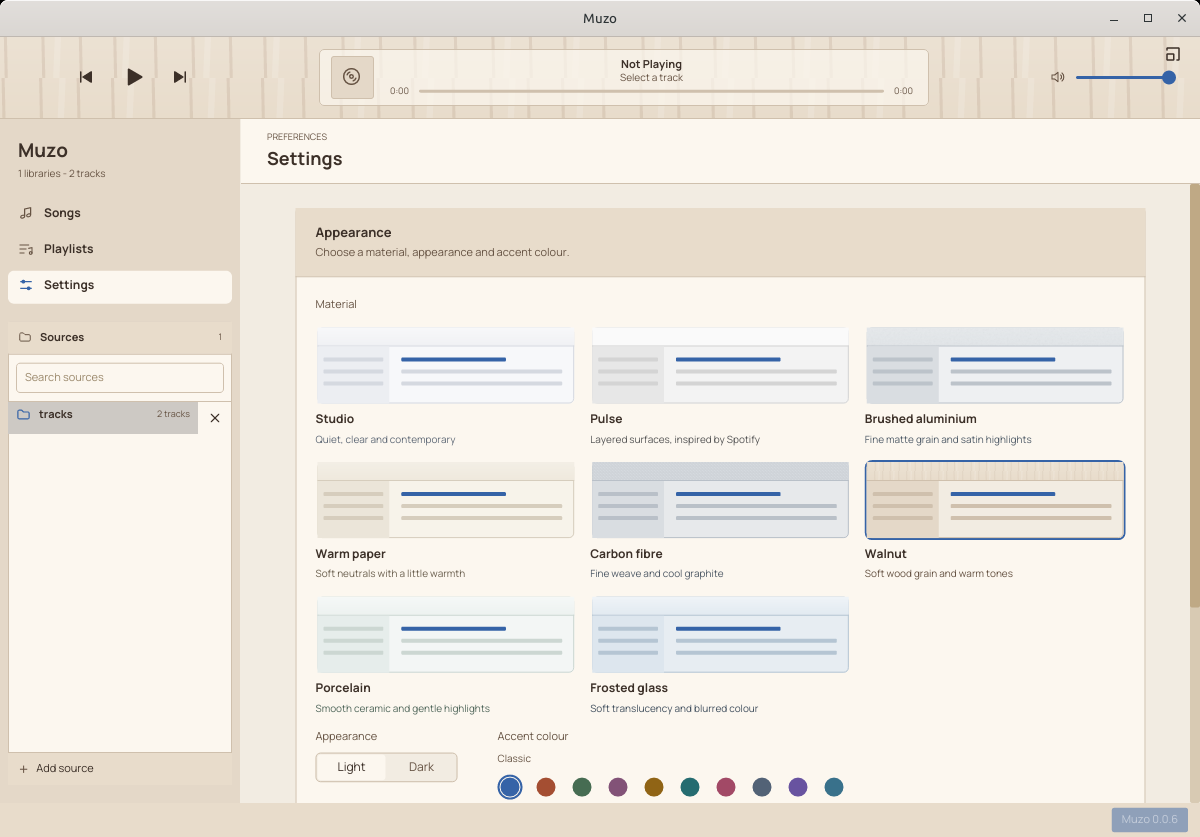 Muzo
Not Playing
Select a track
0:00
0:00
Muzo
1 libraries - 2 tracks
Songs
Playlists
Settings
Sources
1
Search sources
tracks
2 tracks
Add source
PREFERENCES
Settings
Appearance
Choose a material, appearance and accent colour.
Material
Studio
Quiet, clear and contemporary
Pulse
Layered surfaces, inspired by Spotify
Brushed aluminium
Fine matte grain and satin highlights
Warm paper
Soft neutrals with a little warmth
Carbon fibre
Fine weave and cool graphite
Walnut
Soft wood grain and warm tones
Porcelain
Smooth ceramic and gentle highlights
Frosted glass
Soft translucency and blurred colour
Appearance
Light
Dark
Accent colour
Classic
Muzo 0.0.6